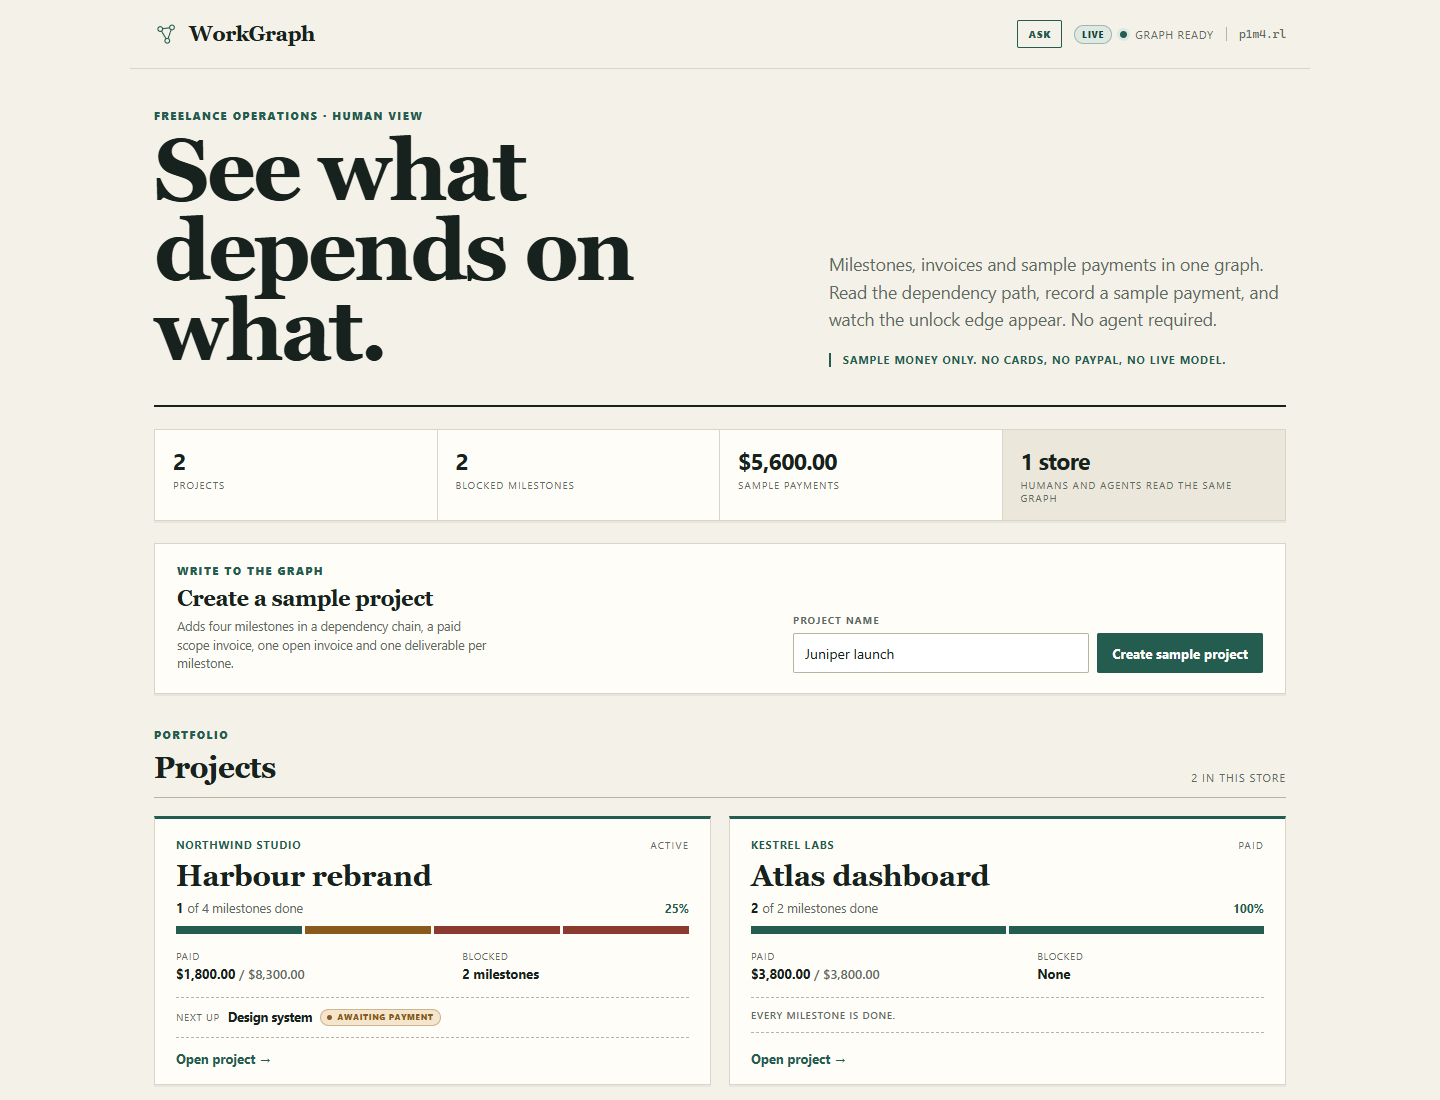 WorkGraph
ASK
LIVE
GRAPH READY
p1m4.rl
FREELANCE OPERATIONS · HUMAN VIEW
See what
depends on
what.
Milestones, invoices and sample payments in one graph.
Read the dependency path, record a sample payment, and
watch the unlock edge appear. No agent required.
SAMPLE MONEY ONLY. NO CARDS, NO PAYPAL, NO LIVE MODEL.
2
PROJECTS
2
BLOCKED MILESTONES
$5,600.00
SAMPLE PAYMENTS
1 store
HUMANS AND AGENTS READ THE SAME
GRAPH
WRITE TO THE GRAPH
Create a sample project
Adds four milestones in a dependency chain, a paid
scope invoice, one open invoice and one deliverable per
milestone.
PROJECT NAME
Juniper launch
Create sample project
PORTFOLIO
Projects
2 IN THIS STORE
NORTHWIND STUDIO
ACTIVE
Harbour rebrand
1 of 4 milestones done
25%
PAID
$1,800.00 / $8,300.00
BLOCKED
2 milestones
NEXT UP Design system
AWAITING PAYMENT
Open project →
KESTREL LABS
PAID
Atlas dashboard
2 of 2 milestones done
100%
PAID
$3,800.00 / $3,800.00
BLOCKED
None
EVERY MILESTONE IS DONE.
Open project →